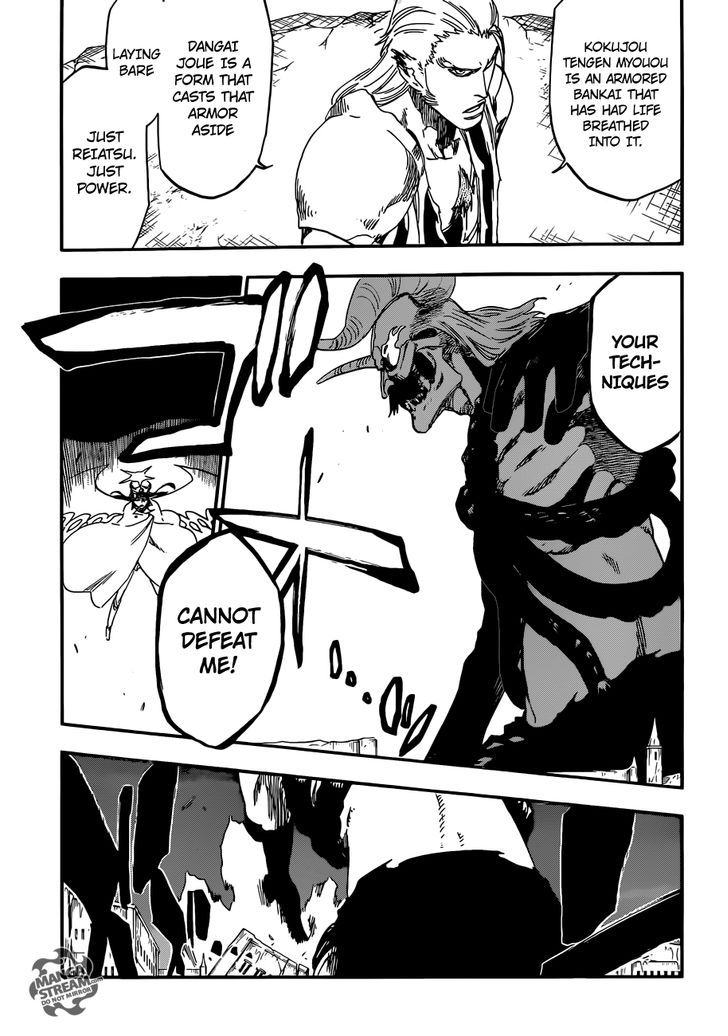 KOKUJOU
TENGEN MYOUOU
IS AN ARMORED
BANKAI THAT
HAS HAD LIFE
BREATHED
INTO IT.
DANGAI
JOUE IS A
FORM THAT
CASTS THAT
ARMOR
ASIDE
LAYING
BARE
JUST
REIATSU.
JUST
POWER.
YOUR
TECH-
NIQUES
CANNOT
DEFEAT
ME!
MANGA
STREAM.com
DO NOT MIRROR